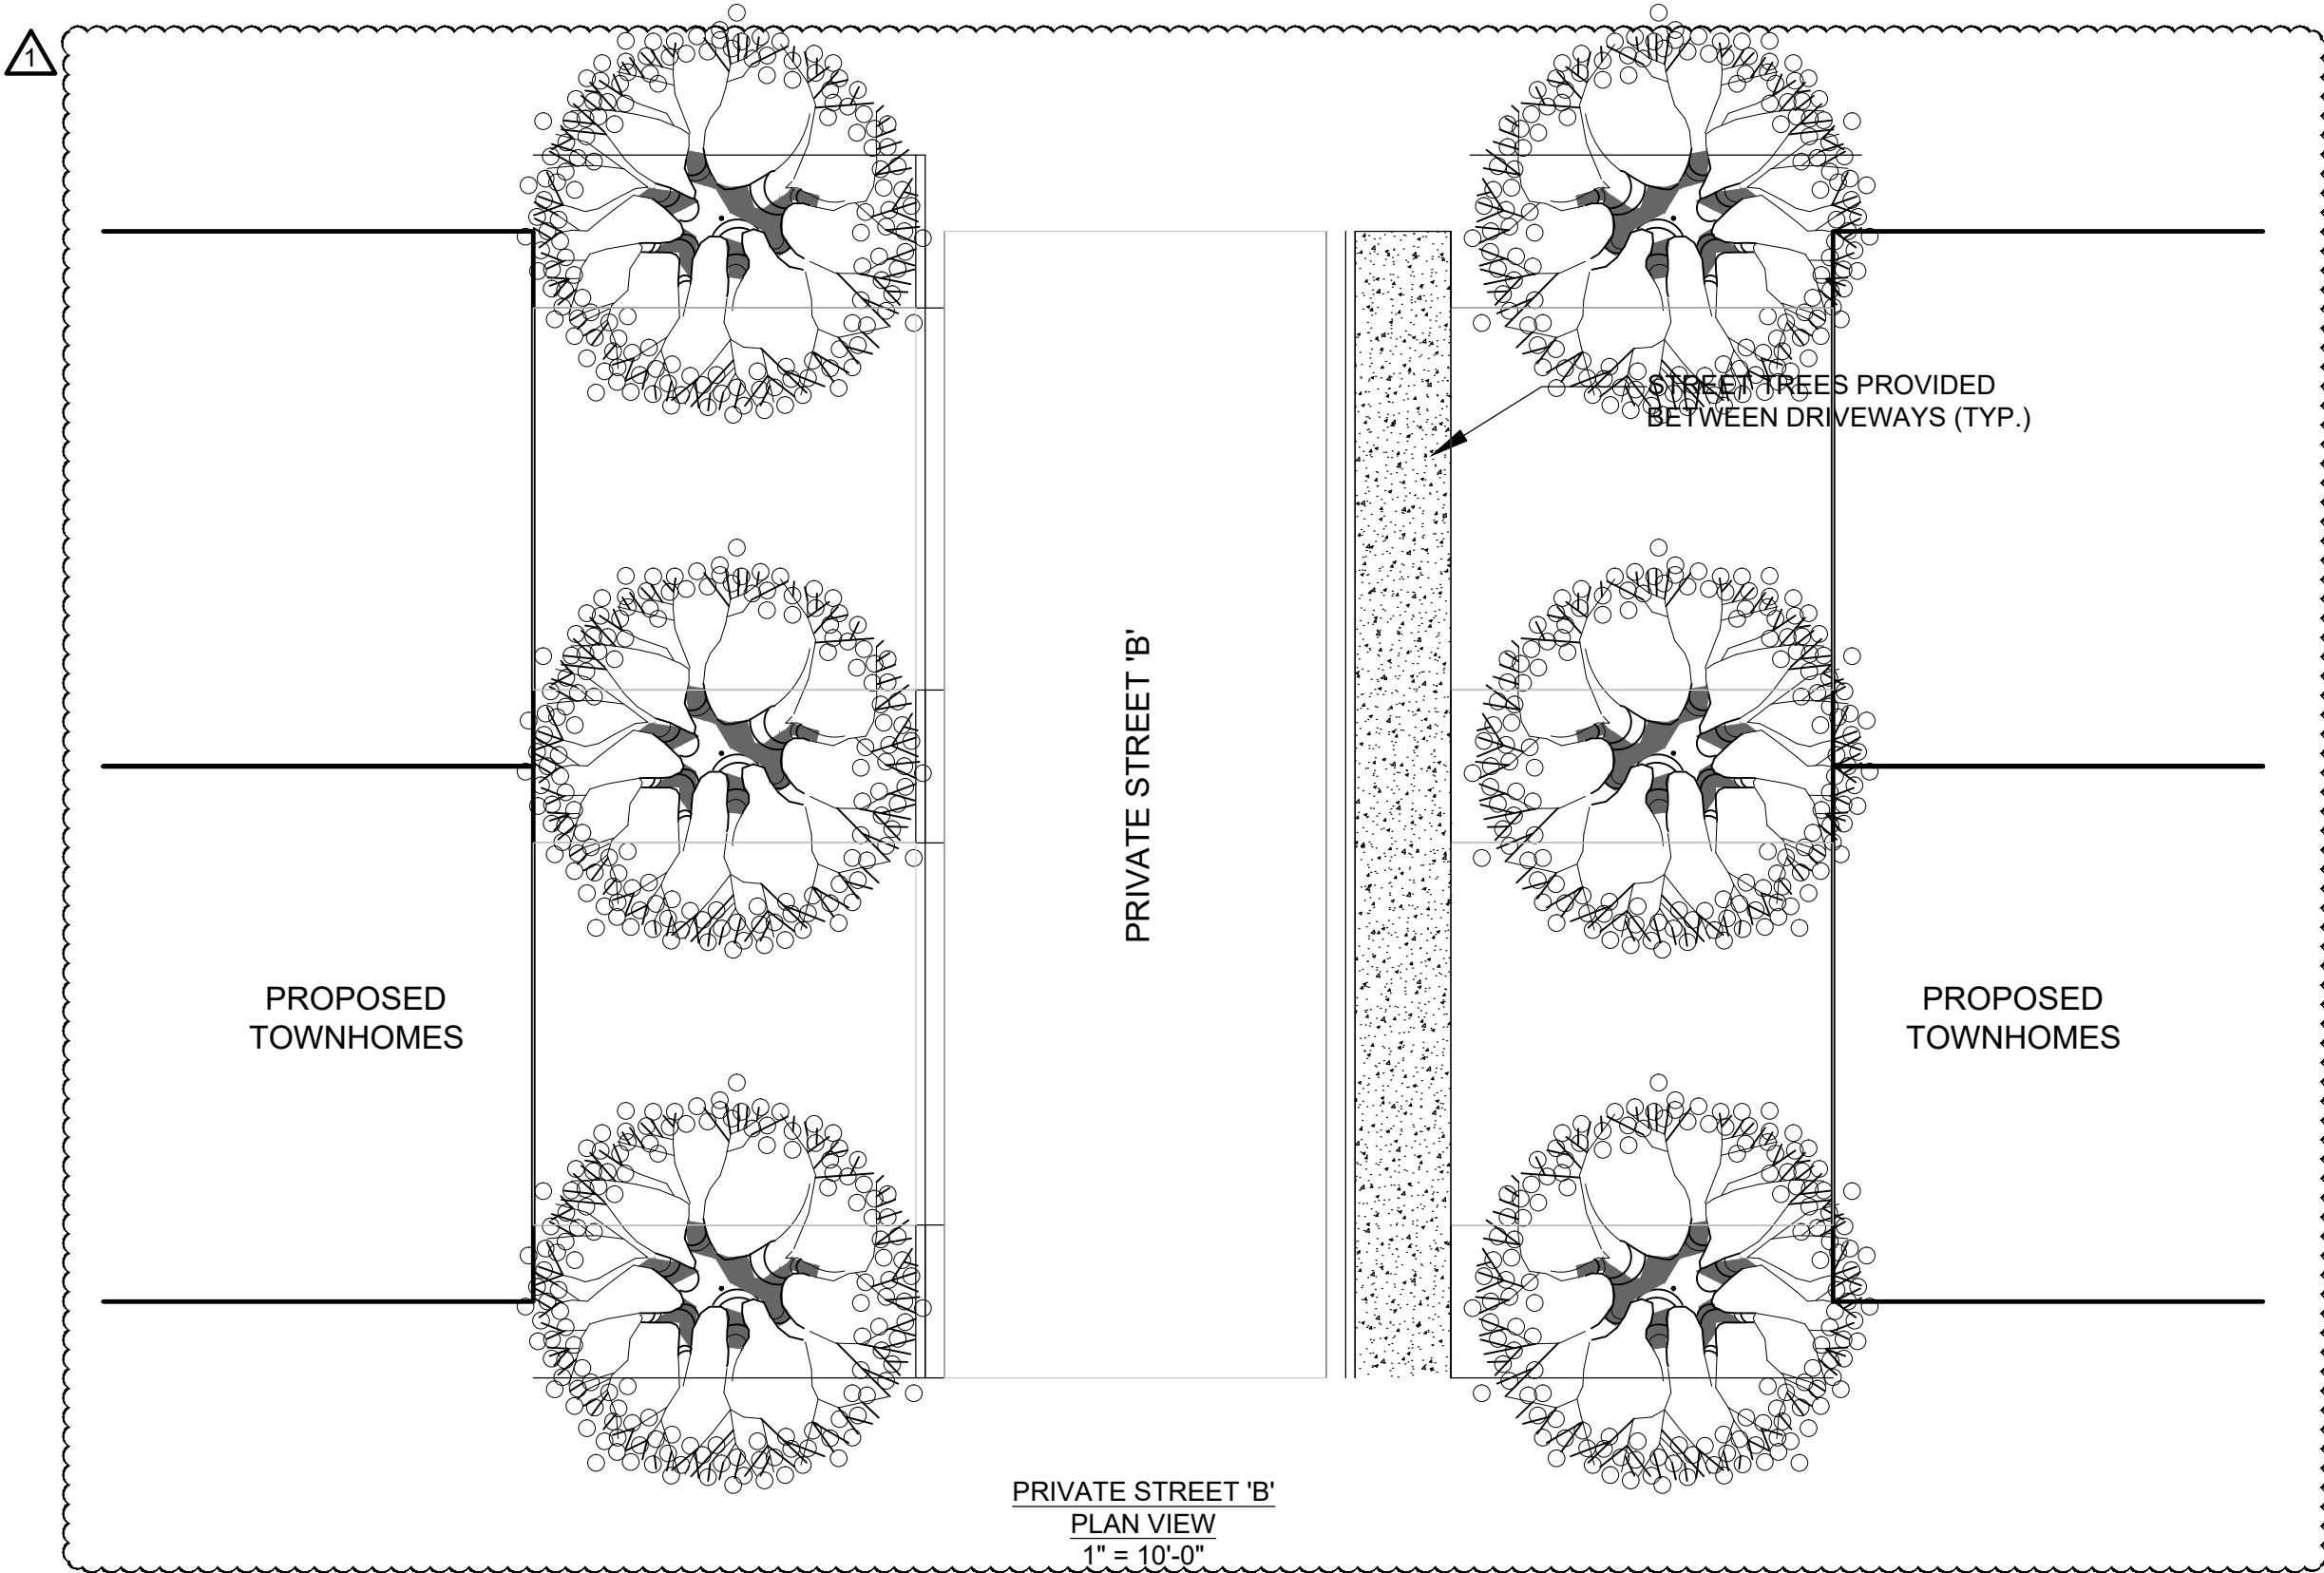 1
STREET TREES PROVIDED
BETWEEN DRIVEWAYS (TYP.)
PRIVATE STREET 'B'
PROPOSED
TOWNHOMES
PROPOSED
TOWNHOMES
PRIVATE STREET 'B'
PLAN VIEW
1" = 10'-0"